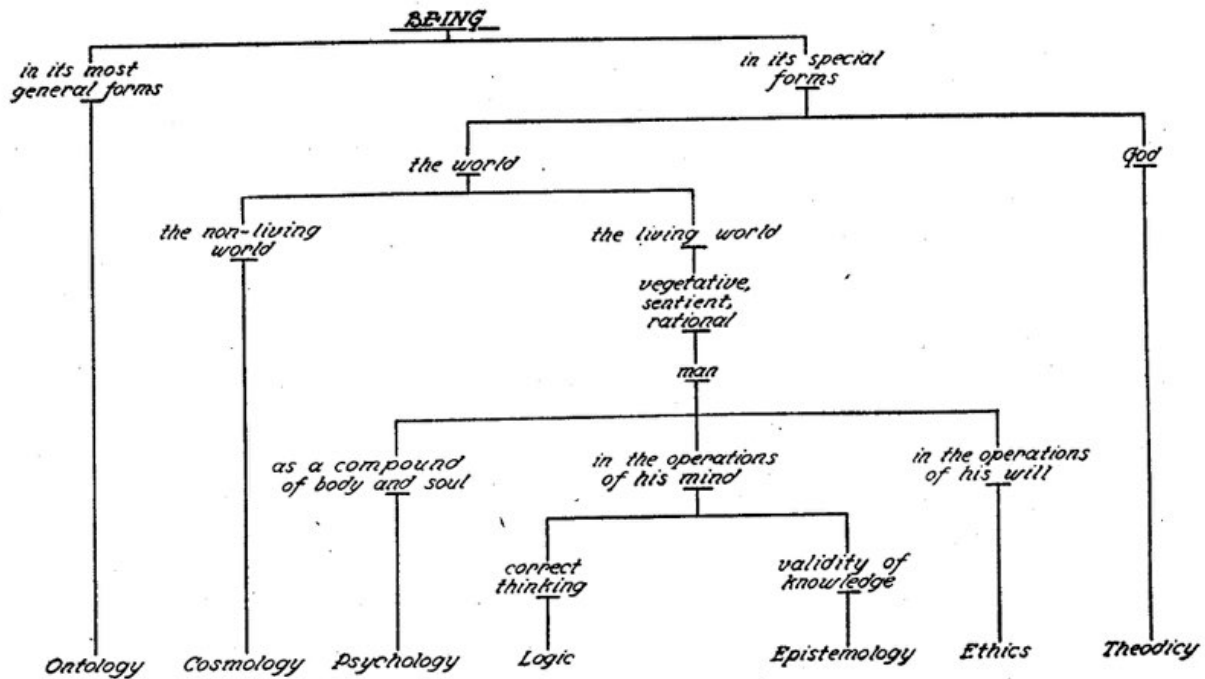 BEING
in its most
general forms
in its special
forms
the world
God
the non-living
world
the living world
vegetative,
sentient,
rational
man
as a compound
of body and soul
in the operations
of his mind
in the operations
of his will
correct
thinking
validity of
knowledge
Ontology
Cosmology
Psychology
Logic
Epistemology
Ethics
Theodicy